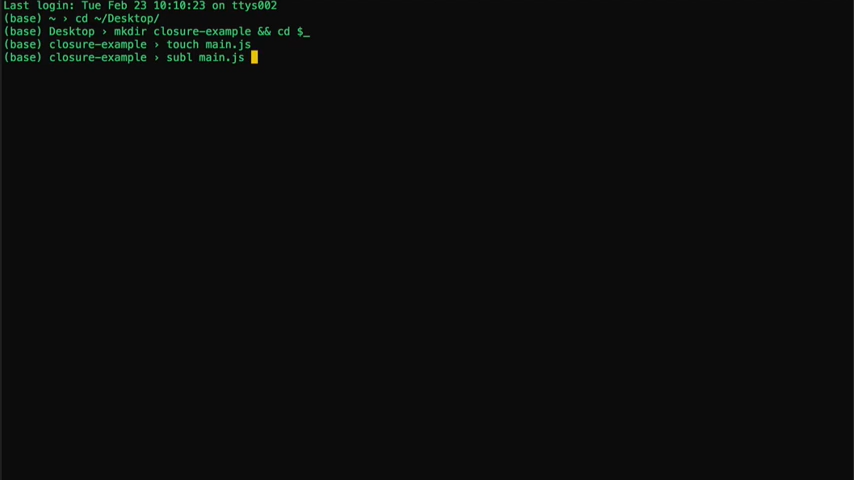 Last login: Tue Feb 23 10:10:23 on ttys002
(base) ~ › cd ~/Desktop/
(base) Desktop › mkdir closure-example && cd $_
(base) closure-example › touch main.js
(base) closure-example › subl main.js